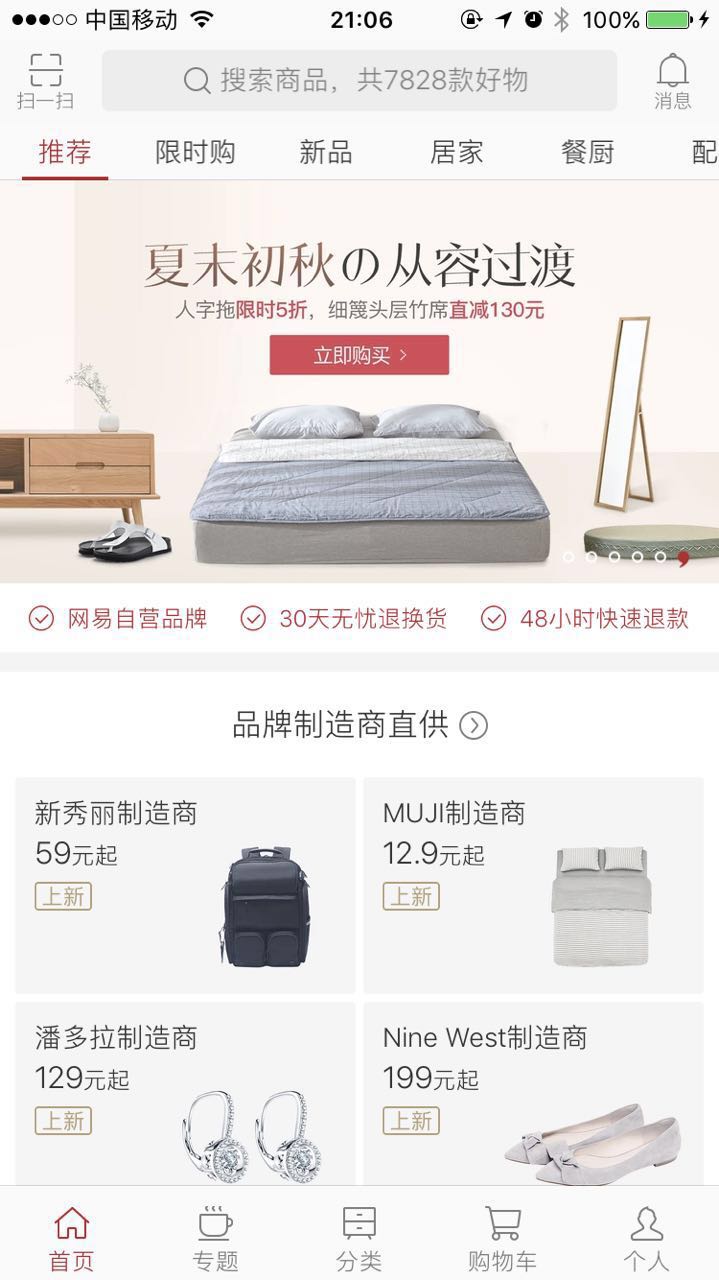 中国移动 21:06 100%
扫一扫 搜索商品，共7828款好物 消息
推荐 限时购 新品 居家 餐厨 配
夏末初秋の从容过渡
人字拖限时5折，细篾头层竹席直减130元
立即购买
网易自营品牌 30天无忧退换货 48小时快速退款
品牌制造商直供
新秀丽制造商
59元起
上新
MUJI制造商
12.9元起
上新
潘多拉制造商
129元起
上新
Nine West制造商
199元起
上新
首页 专题 分类 购物车 个人